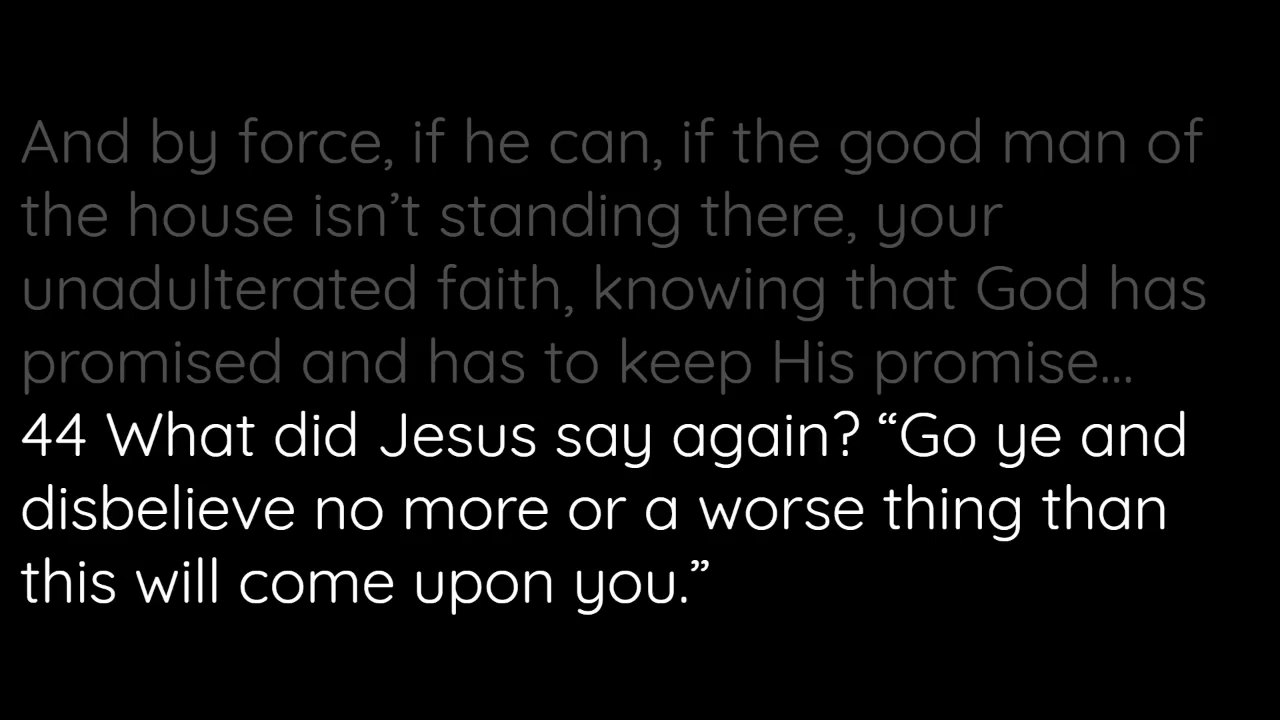 And by force, if he can, if the good man of
the house isn’t standing there, your
unadulterated faith, knowing that God has
promised and has to keep His promise...
44 What did Jesus say again? “Go ye and
disbelieve no more or a worse thing than
this will come upon you.”